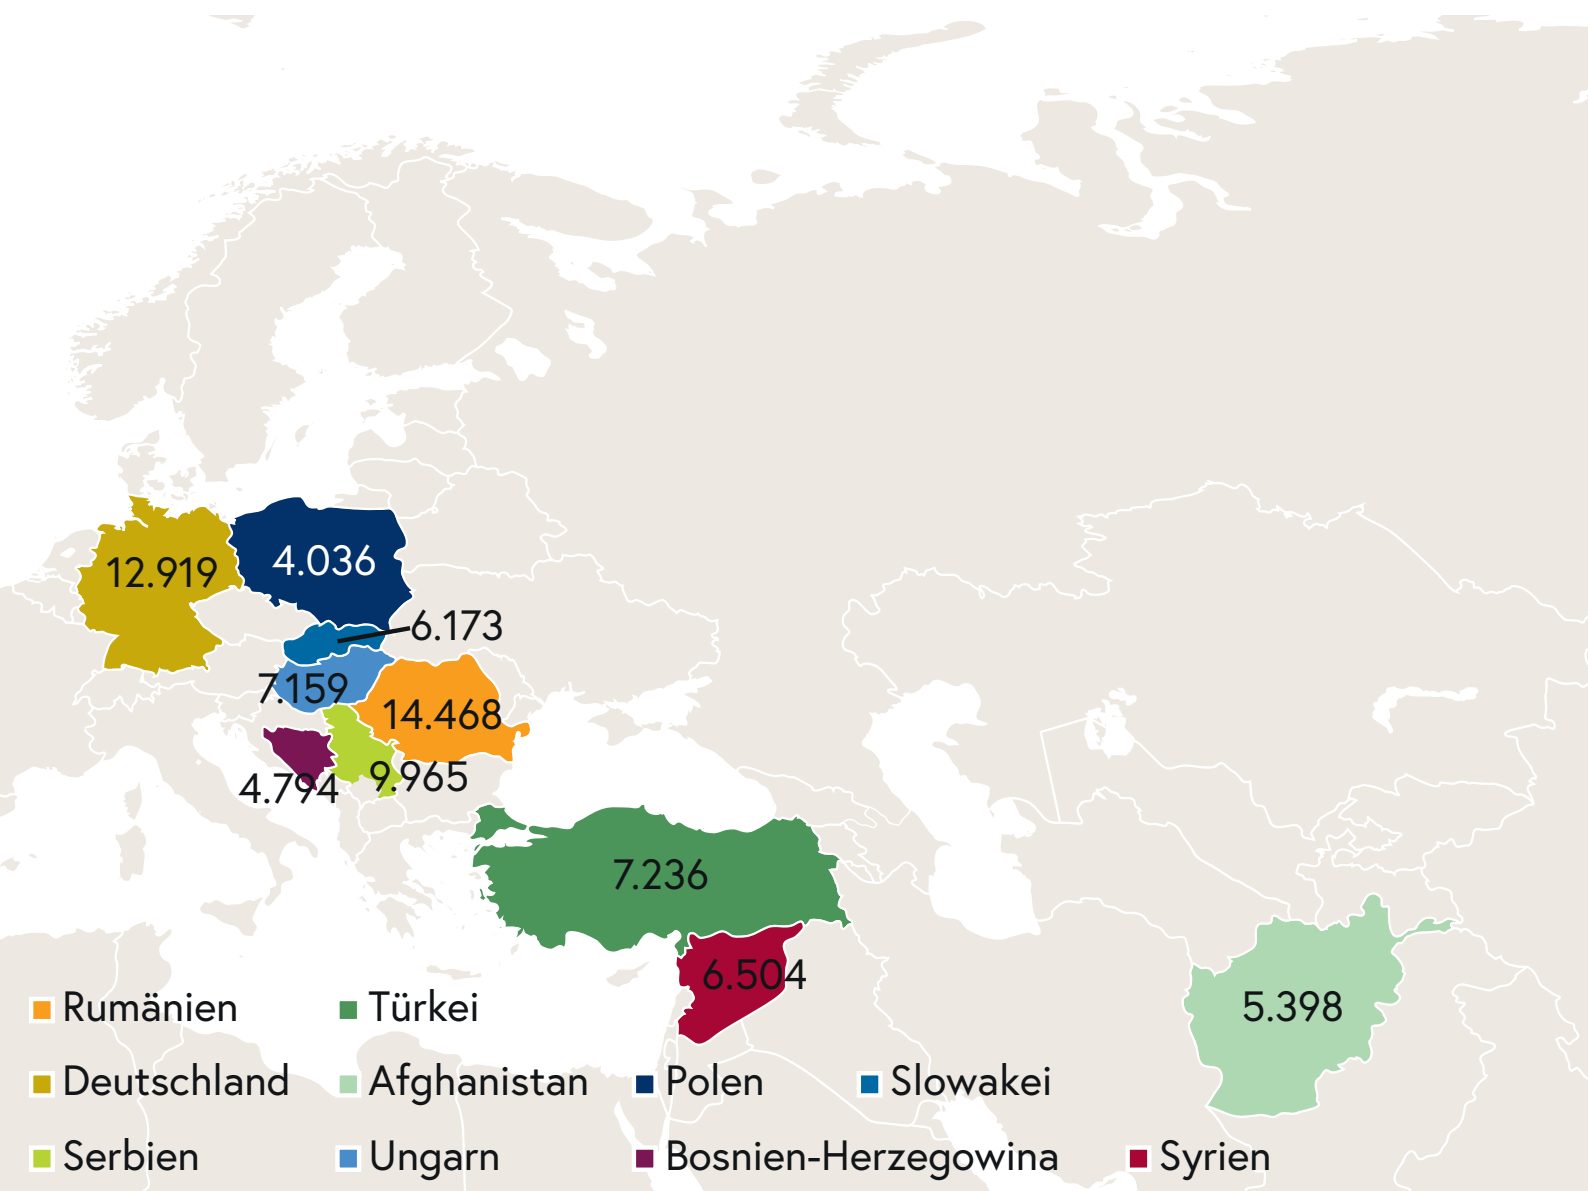 12.919
4.036
6.173
7.159
14.468
4.794
9.965
7.236
6.504
5.398
Rumänien
Türkei
Deutschland
Afghanistan
Polen
Slowakei
Serbien
Ungarn
Bosnien-Herzegowina
Syrien